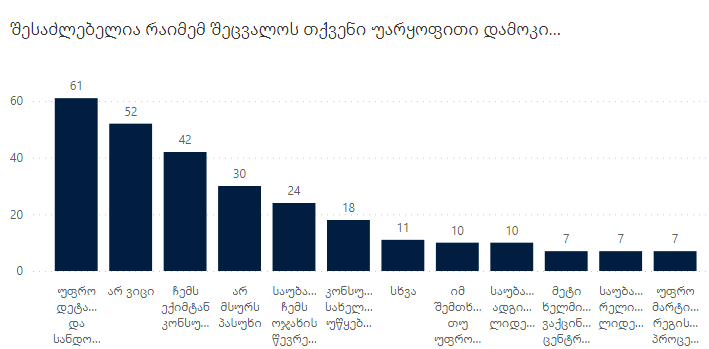 შესაძლებელია რაიმემ შეცვალოს თქვენი უარყოფითი დამოკი...
61
52
42
30
24
18
11
10
10
7
7
7
60
40
20
0
უფრო
დეტა...
და
სანდო...
არ ვიცი
ჩემს
ექიმტან
კონსუ...
არ
მსურს
პასუხი
საუბა...
ჩემს
ოჯახის
წევრე...
კონსუ...
სახელ...
უწყებ...
სხვა
იმ
შემთხ...
თუ
უფრო...
საუბა...
ადგი...
ლიდე...
მეტი
ხელმი...
ვაქცინ...
ცენტრ...
საუბა...
რელი...
ლიდე...
უფრო
მარტი...
რეგის...
პროცე...